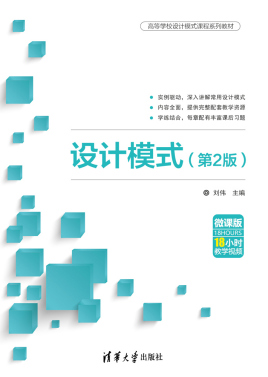 高等学校设计模式课程系列教材
● 实例驱动，深入讲解常用设计模式
● 内容全面，提供完整配套教学资源
● 学练结合，每章配有丰富课后习题
设计模式（第2版）
◎ 刘伟 主编
微课版
18HOURS
18小时
教学视频
清华大学出版社